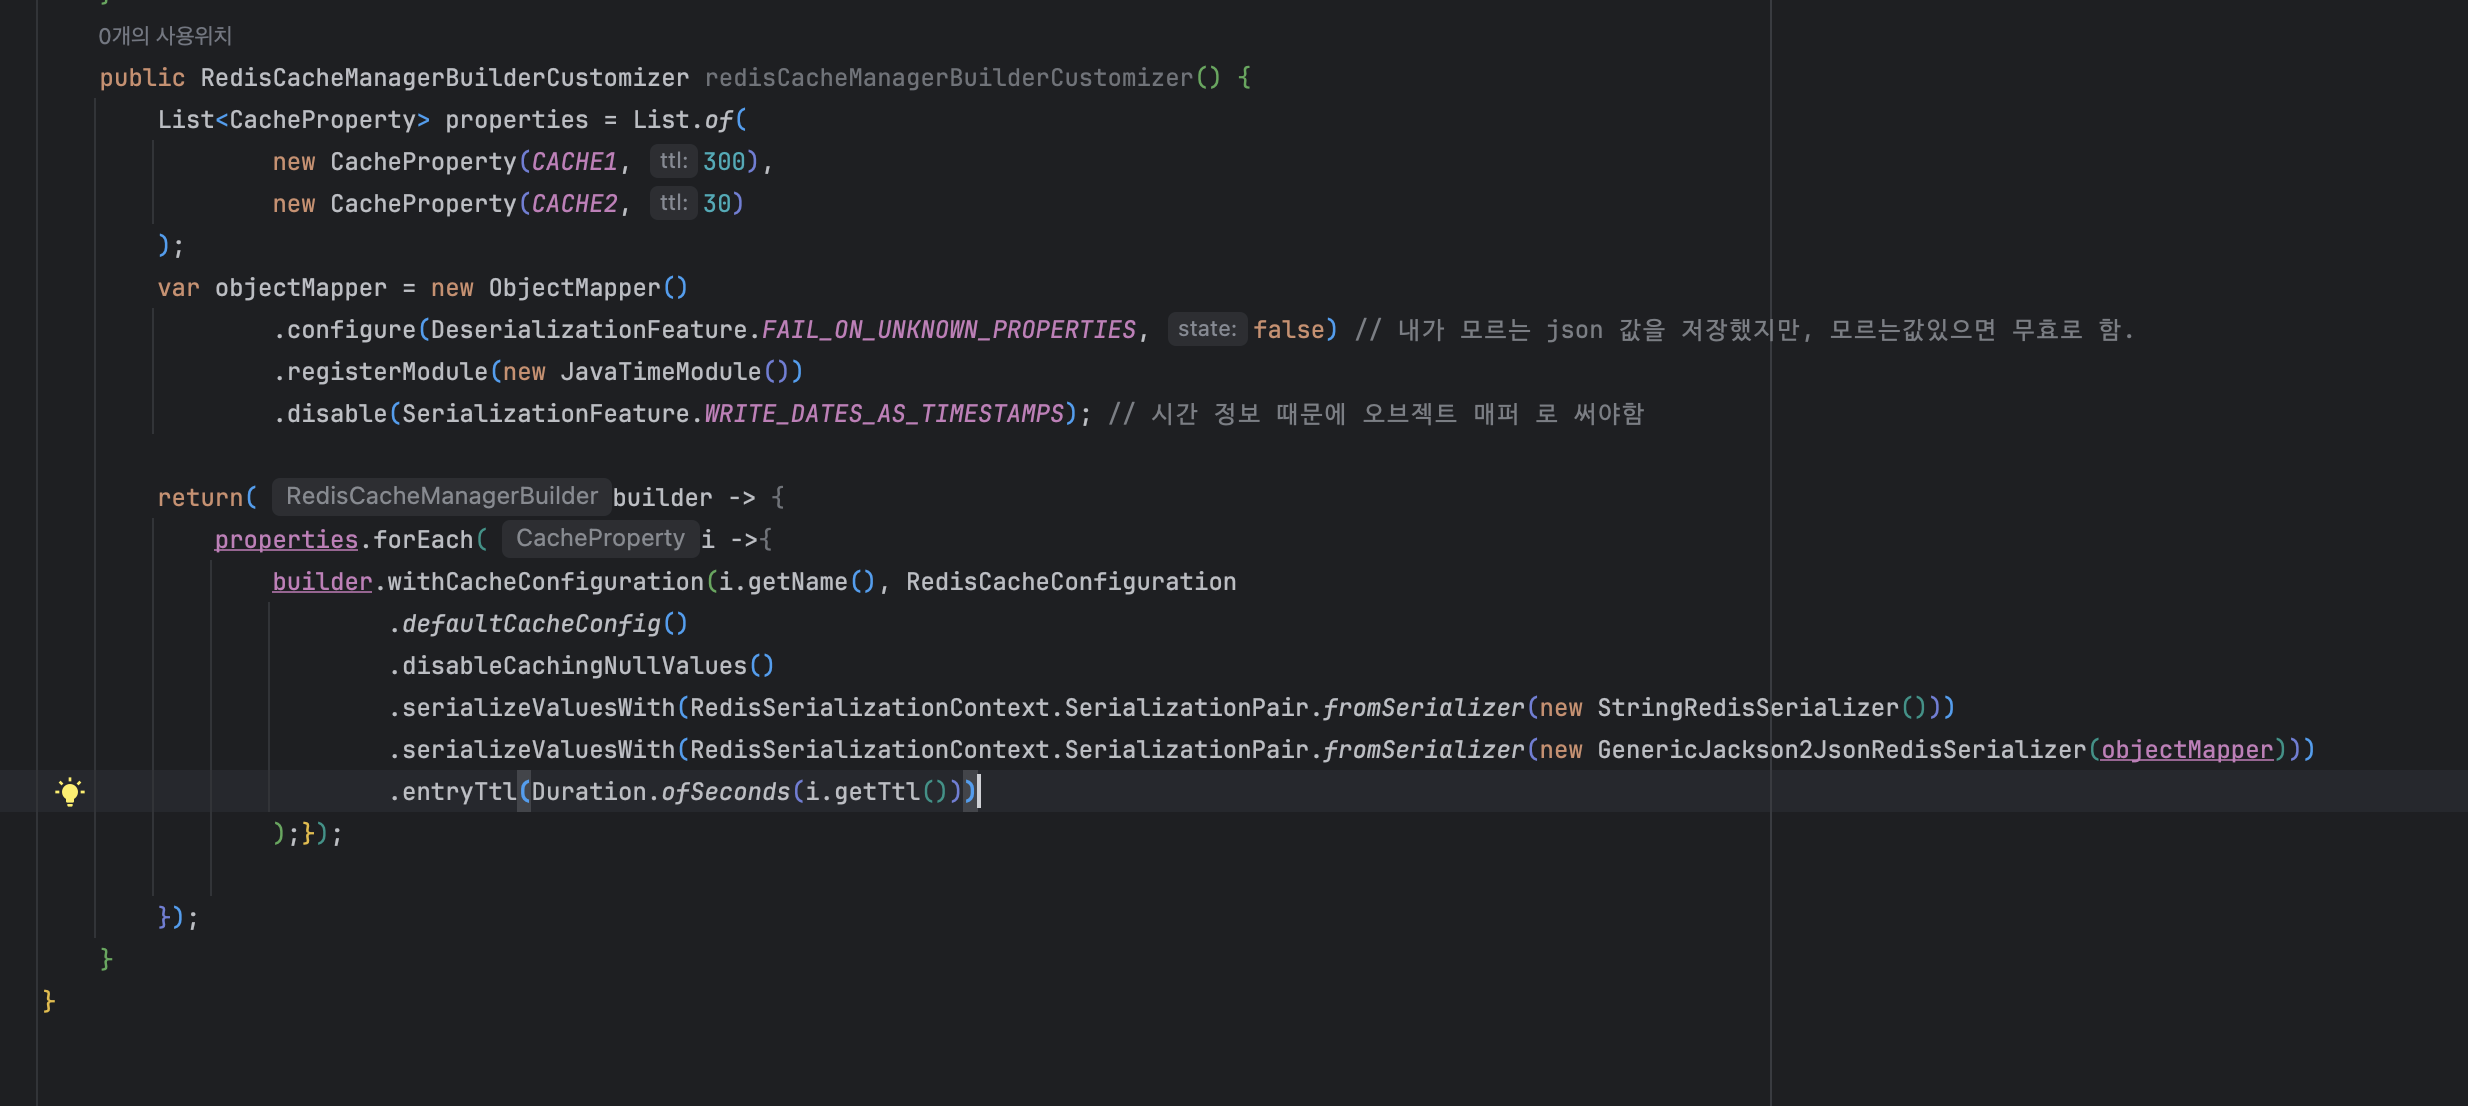 }
0개의 사용위치
public RedisCacheManagerBuilderCustomizer redisCacheManagerBuilderCustomizer() {
List<CacheProperty> properties = List.of(
new CacheProperty(CACHE1, ttl: 300),
new CacheProperty(CACHE2, ttl: 30)
);
var objectMapper = new ObjectMapper()
.configure(DeserializationFeature.FAIL_ON_UNKNOWN_PROPERTIES, state: false) // 내가 모르는 json 값을 저장했지만, 모르는값있으면 무효로 함.
.registerModule(new JavaTimeModule())
.disable(SerializationFeature.WRITE_DATES_AS_TIMESTAMPS); // 시간 정보 때문에 오브젝트 매퍼 로 써야함
return( RedisCacheManagerBuilder builder -> {
properties.forEach( CacheProperty i ->{
builder.withCacheConfiguration(i.getName(), RedisCacheConfiguration
.defaultCacheConfig()
.disableCachingNullValues()
.serializeValuesWith(RedisSerializationContext.SerializationPair.fromSerializer(new StringRedisSerializer()))
.serializeValuesWith(RedisSerializationContext.SerializationPair.fromSerializer(new GenericJackson2JsonRedisSerializer(objectMapper)))
.entryTtl(Duration.ofSeconds(i.getTtl()))
);});
});
}
}